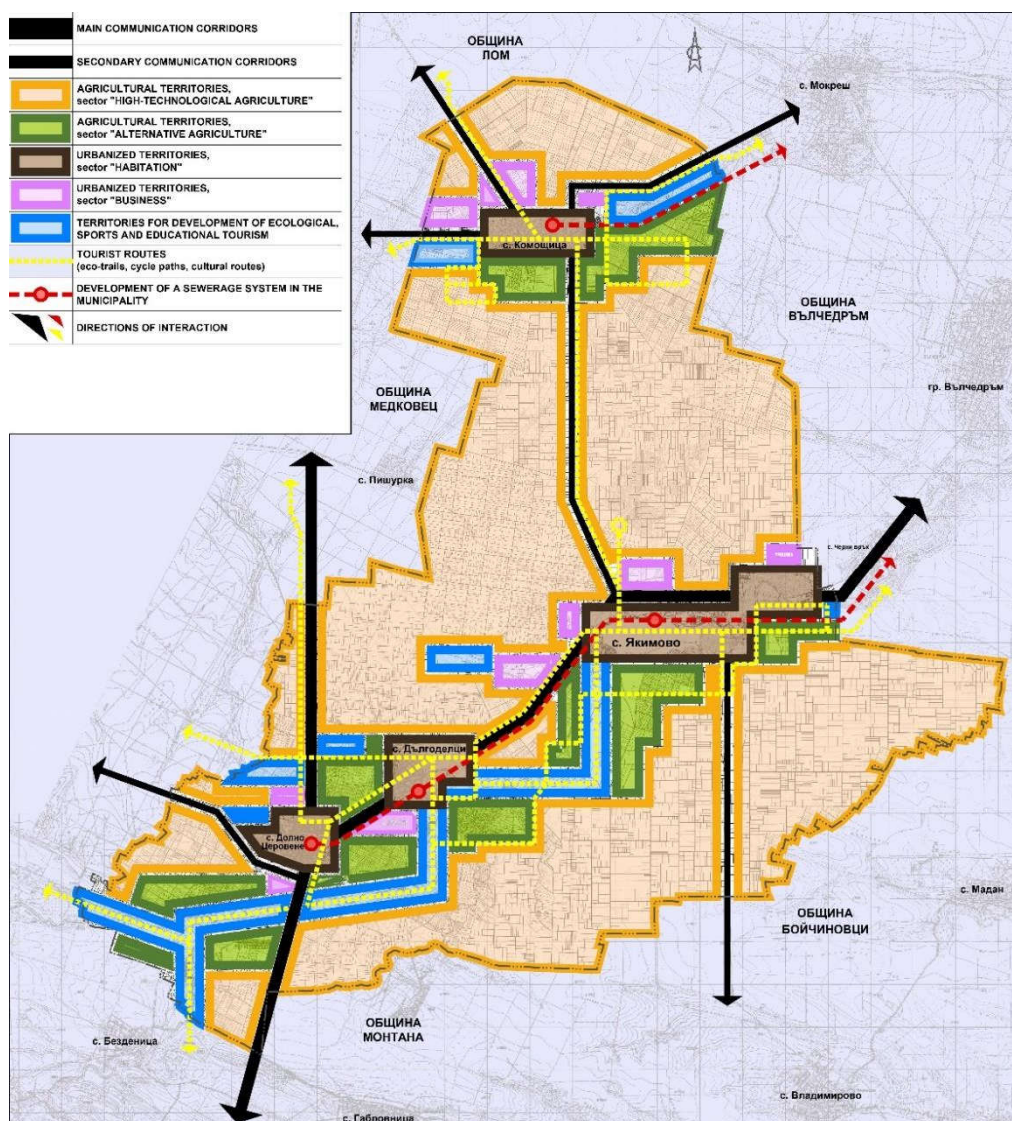 MAIN COMMUNICATION CORRIDORS
SECONDARY COMMUNICATION CORRIDORS
AGRICULTURAL TERRITORIES,
sector "HIGH-TECHNOLOGICAL AGRICULTURE"
AGRICULTURAL TERRITORIES,
sector "ALTERNATIVE AGRICULTURE"
URBANIZED TERRITORIES,
sector "HABITATION"
URBANIZED TERRITORIES,
sector "BUSINESS"
TERRITORIES FOR DEVELOPMENT OF ECOLOGICAL,
SPORTS AND EDUCATIONAL TOURISM
TOURIST ROUTES
(eco-trails, cycle paths, cultural routes)
DEVELOPMENT OF A SEWERAGE SYSTEM IN THE
MUNICIPALITY
DIRECTIONS OF INTERACTION
ОБЩИНА
ЛОМ
с. Мокреш
с. Комощица
ОБЩИНА
ВЪЛЧЕДРЪМ
гр. Вълчедръм
ОБЩИНА
МЕДКОВЕЦ
с. Пишурка
с. Черни връх
с. Якимово
с. Дългоделци
с. Долно
Церовене
с. Мадан
ОБЩИНА
БОЙЧИНОВЦИ
ОБЩИНА
МОНТАНА
с. Безденица
с. Владимирово
с. Габровница